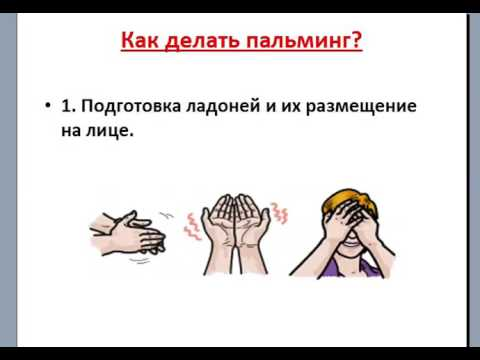 Как делать пальминг?
• 1. Подготовка ладоней и их размещение
на лице.